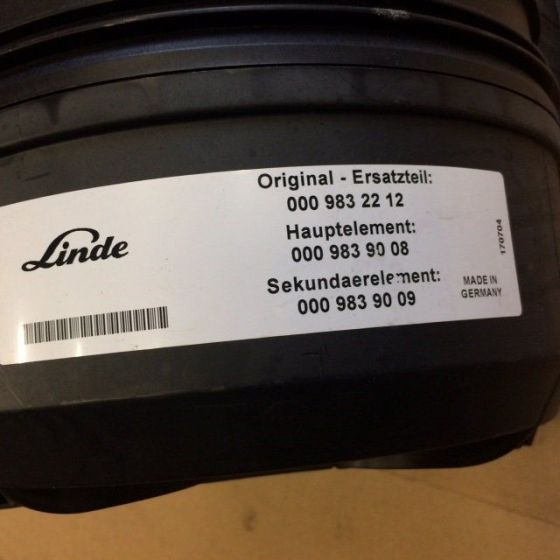 Linde
Original - Ersatzteil:
000 983 22 12
Hauptelement:
000 983 90 08
Sekundaerelement:
000 983 90 09
MADE IN
GERMANY
170704